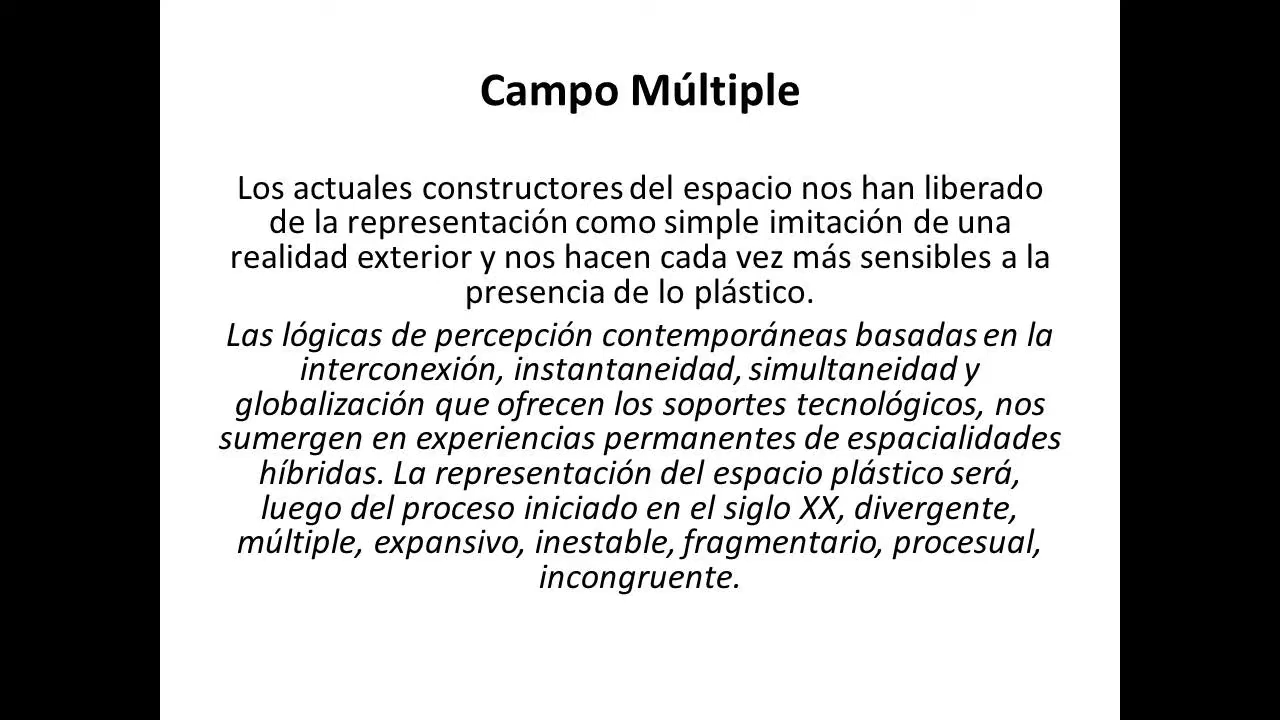 Campo Múltiple
Los actuales constructores del espacio nos han liberado
de la representación como simple imitación de una
realidad exterior y nos hacen cada vez más sensibles a la
presencia de lo plástico.
Las lógicas de percepción contemporáneas basadas en la
interconexión, instantaneidad, simultaneidad y
globalización que ofrecen los soportes tecnológicos, nos
sumergen en experiencias permanentes de espacialidades
híbridas. La representación del espacio plástico será,
luego del proceso iniciado en el siglo XX, divergente,
múltiple, expansivo, inestable, fragmentario, procesual,
incongruente.